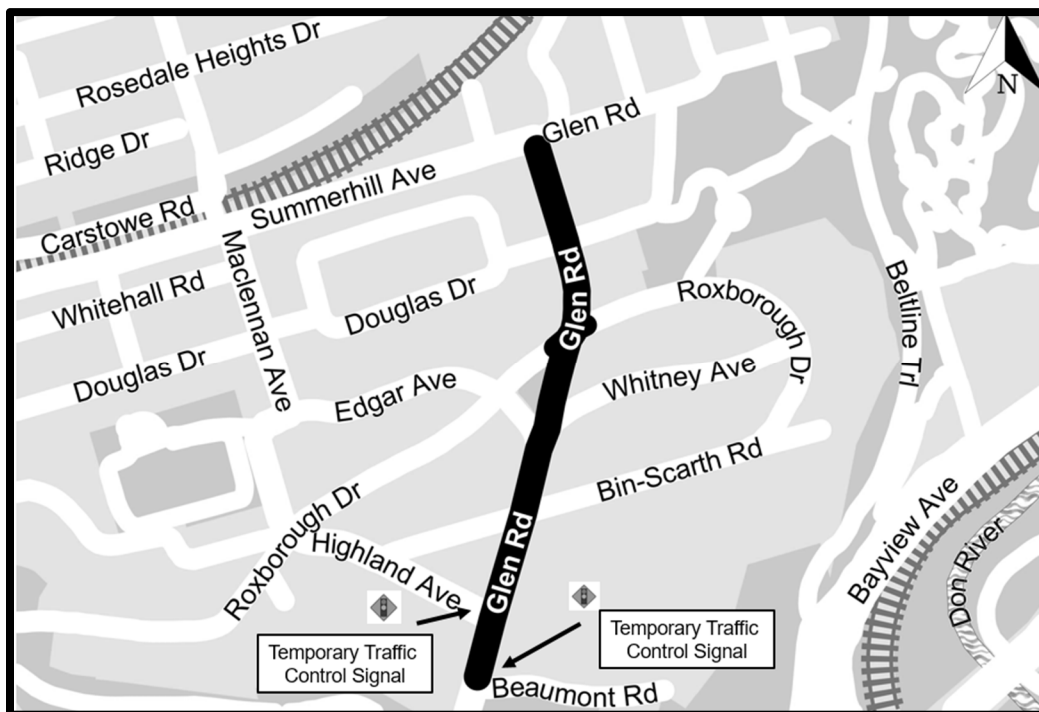 Rosedale Heights Dr
N
Glen Rd
Ridge Dr
Summerhill Ave
Carstowe Rd
Maclennan Ave
Whitehall Rd
Glen Rd
Beltline Trl
Roxborough Dr
Douglas Dr
Douglas Dr
Whitney Ave
Edgar Ave
Bin-Scarth Rd
Roxborough Dr
Glen Rd
Bayview Ave
Don River
Highland Ave
Temporary Traffic
Control Signal
Temporary Traffic
Control Signal
Beaumont Rd